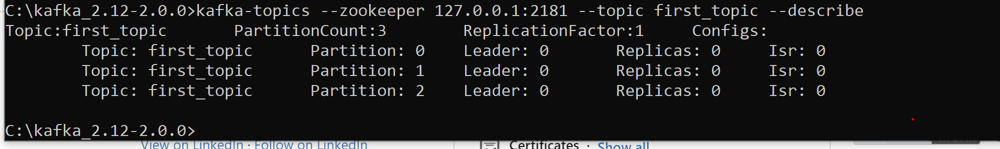 C:\kafka_2.12-2.0.0>kafka-topics --zookeeper 127.0.0.1:2181 --topic first_topic --describe
Topic:first_topic PartitionCount:3 ReplicationFactor:1 Configs:
Topic: first_topic Partition: 0 Leader: 0 Replicas: 0 Isr: 0
Topic: first_topic Partition: 1 Leader: 0 Replicas: 0 Isr: 0
Topic: first_topic Partition: 2 Leader: 0 Replicas: 0 Isr: 0
C:\kafka_2.12-2.0.0>
View on LinkedIn · Follow on LinkedIn Certificates · Show all